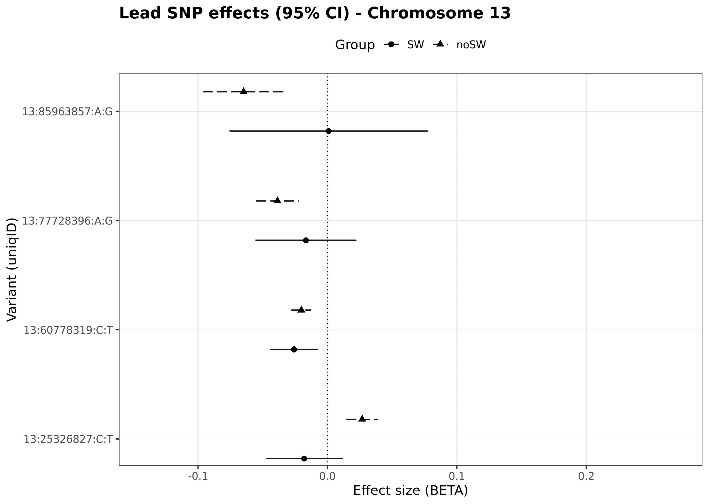 Lead SNP effects (95% CI) - Chromosome 13
Group SW noSW
13:85963857:A:G
13:77728396:A:G
13:60778319:C:T
13:25326827:C:T
Variant (uniqID)
-0.1 0.0 0.1 0.2
Effect size (BETA)